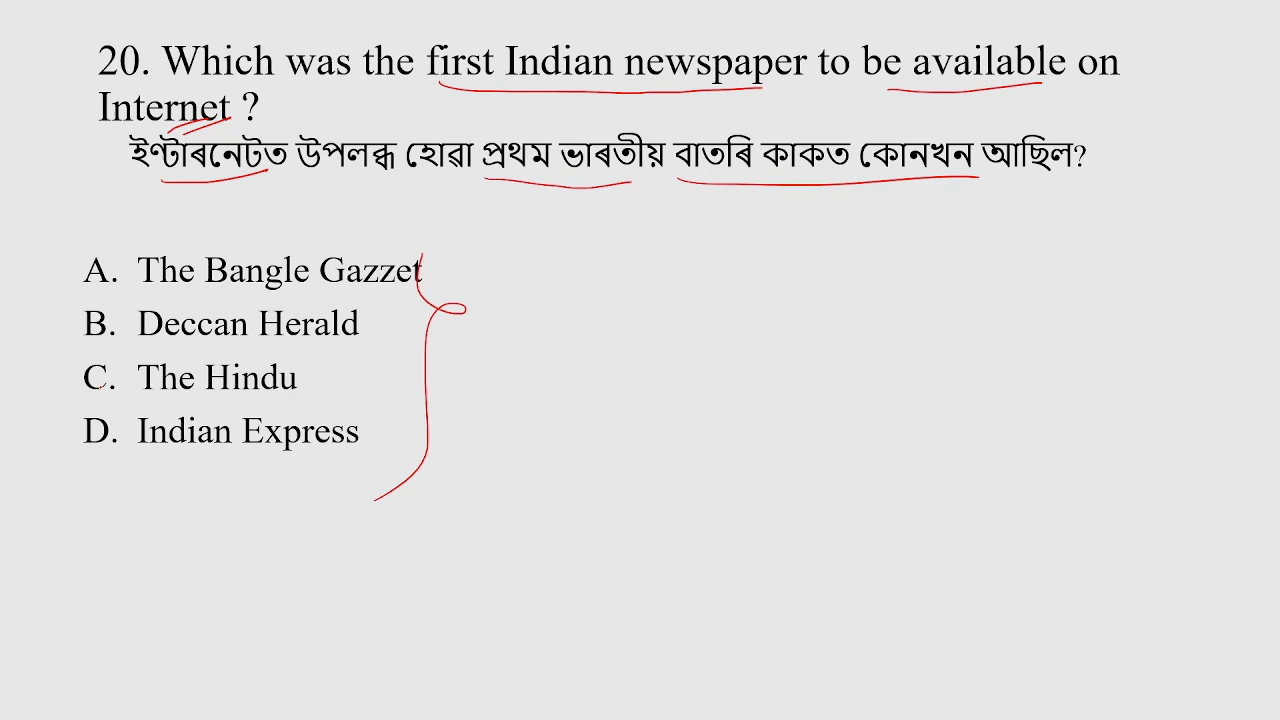 20. Which was the first Indian newspaper to be available on
Internet ?
ইণ্টাৰনেটত উপলব্ধ হোৱা প্ৰথম ভাৰতীয় বাতৰি কাকত কোনখন আছিল?
A. The Bangle Gazzet
B. Deccan Herald
C. The Hindu
D. Indian Express